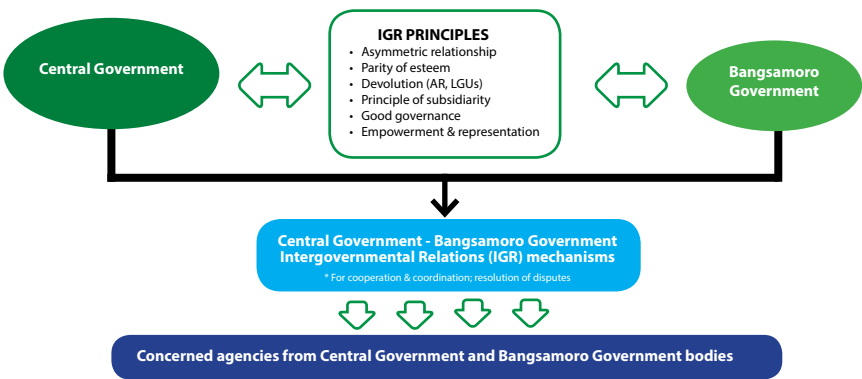 Central Government
IGR PRINCIPLES
• Asymmetric relationship
• Parity of esteem
• Devolution (AR, LGUs)
• Principle of subsidiarity
• Good governance
• Empowerment & representation
Bangsamoro
Government
Central Government - Bangsamoro Government
Intergovernmental Relations (IGR) mechanisms
* For cooperation & coordination; resolution of disputes
Concerned agencies from Central Government and Bangsamoro Government bodies